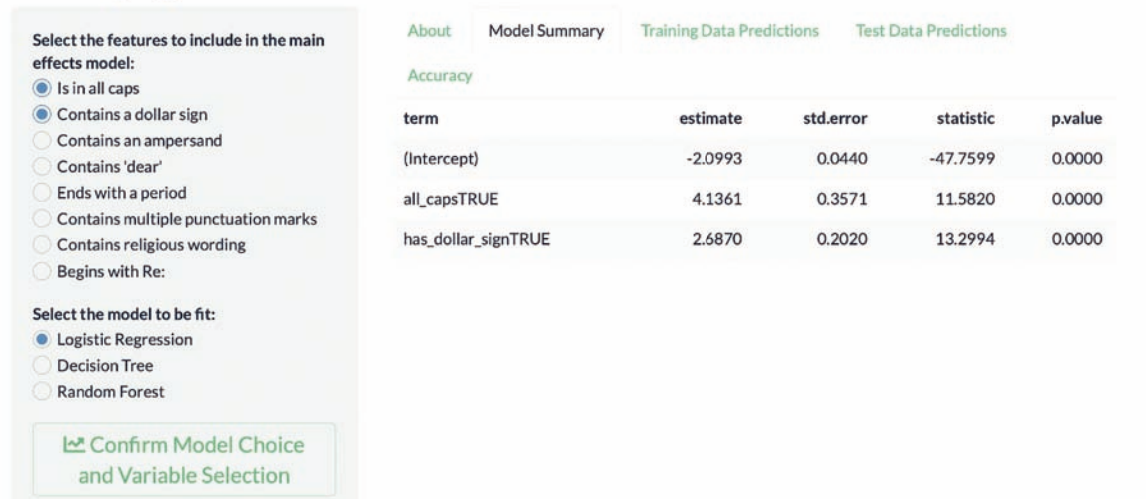 Select the features to include in the main
effects model:
Is in all caps
Contains a dollar sign
Contains an ampersand
Contains 'dear'
Ends with a period
Contains multiple punctuation marks
Contains religious wording
Begins with Re:
Select the model to be fit:
Logistic Regression
Decision Tree
Random Forest
Confirm Model Choice
and Variable Selection
About Model Summary Training Data Predictions Test Data Predictions
Accuracy
term estimate std.error statistic p.value
(Intercept) -2.0993 0.0440 -47.7599 0.0000
all_capsTRUE 4.1361 0.3571 11.5820 0.0000
has_dollar_signTRUE 2.6870 0.2020 13.2994 0.0000